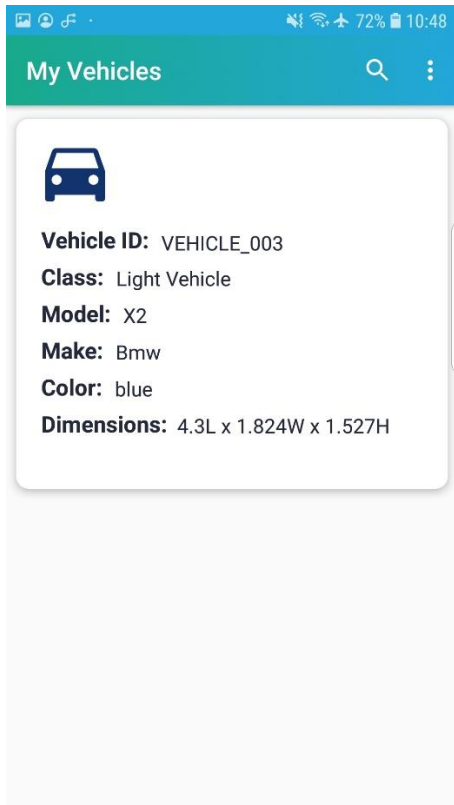 72% 10:48
My Vehicles
Vehicle ID: VEHICLE_003
Class: Light Vehicle
Model: X2
Make: Bmw
Color: blue
Dimensions: 4.3L x 1.824W x 1.527H